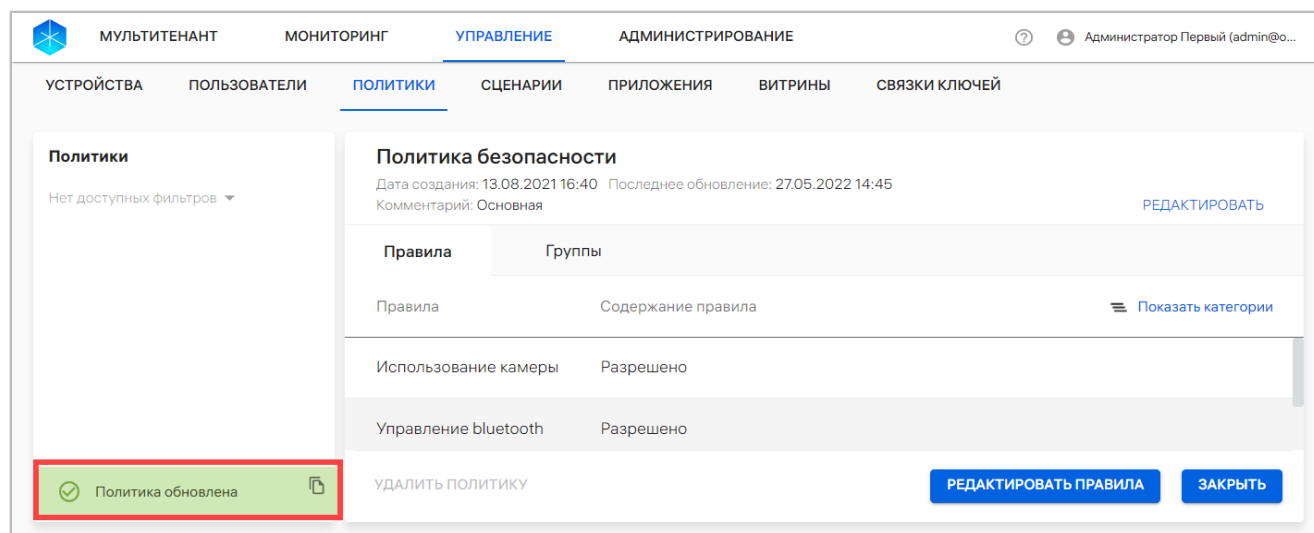 МУЛЬТИТЕНАНТ МОНИТОРИНГ УПРАВЛЕНИЕ АДМИНИСТРИРОВАНИЕ ? Администратор Первый (admin@o...
УСТРОЙСТВА ПОЛЬЗОВАТЕЛИ ПОЛИТИКИ СЦЕНАРИИ ПРИЛОЖЕНИЯ ВИТРИНЫ СВЯЗКИ КЛЮЧЕЙ
Политики
Нет доступных фильтров
Политика безопасности
Дата создания: 13.08.2021 16:40 Последнее обновление: 27.05.2022 14:45
Комментарий: Основная
РЕДАКТИРОВАТЬ
Правила Группы
Правила Содержание правила Показать категории
Использование камеры Разрешено
Управление bluetooth Разрешено
Политика обновлена
УДАЛИТЬ ПОЛИТИКУ РЕДАКТИРОВАТЬ ПРАВИЛА ЗАКРЫТЬ